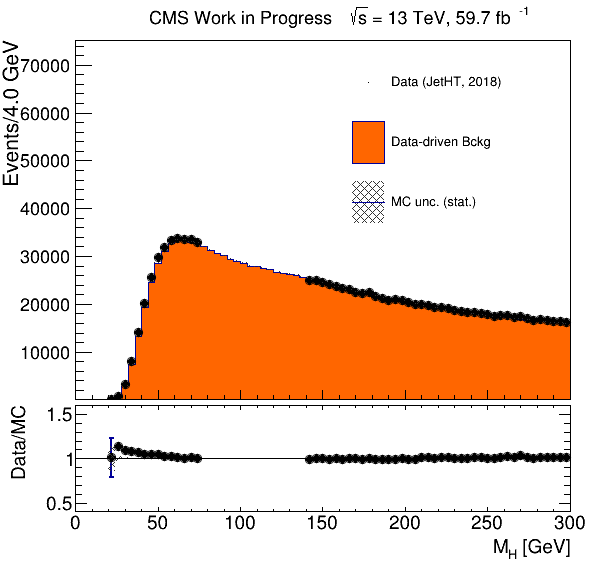 CMS Work in Progress √s = 13 TeV, 59.7 fb⁻¹
Events/4.0 GeV
70000
60000
50000
40000
30000
20000
10000
Data (JetHT, 2018)
Data-driven Bckg
MC unc. (stat.)
Data/MC
1.5
1
0.5
0 50 100 150 200 250 300
M_H [GeV]